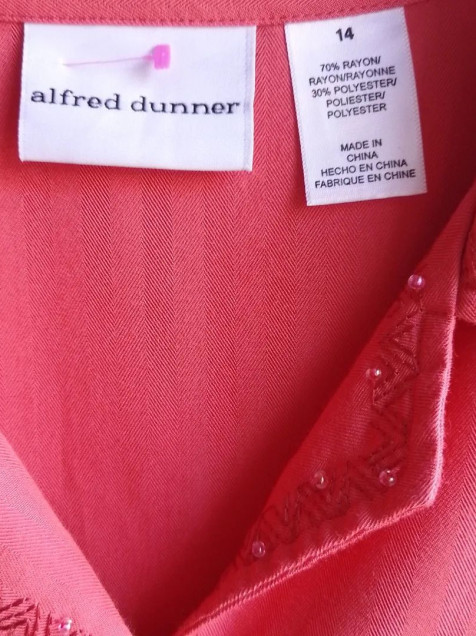 alfred dunner
14
70% RAYON/
RAYON/RAYONNE
30% POLYESTER/
POLIESTER/
POLYESTER
MADE IN
CHINA
HECHO EN CHINA
FABRIQUE EN CHINE